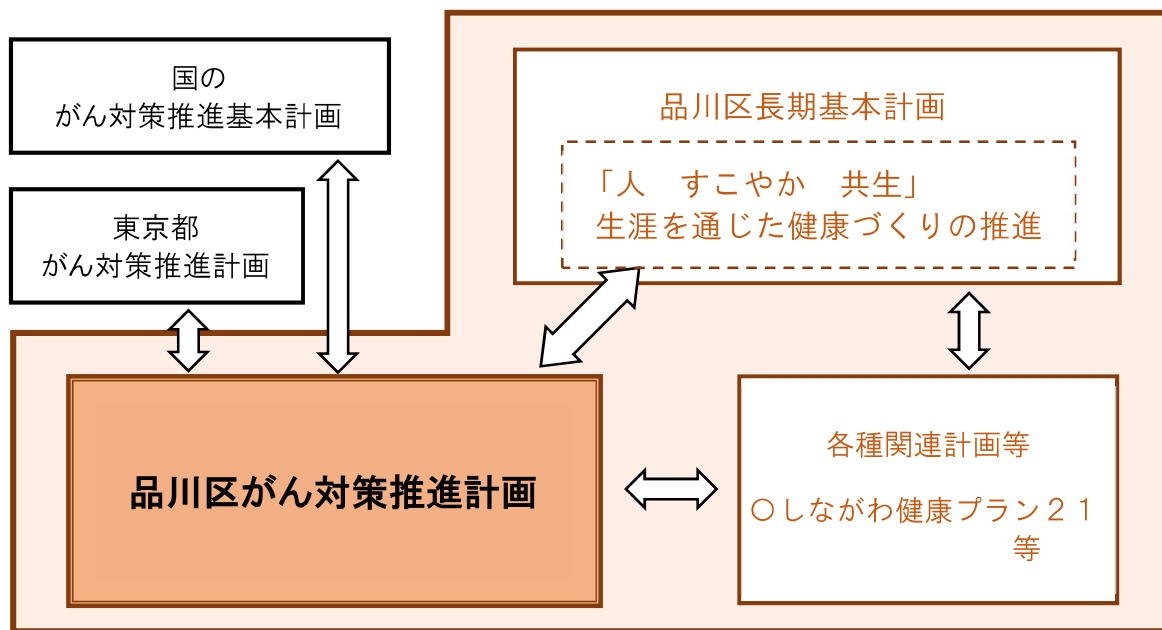 国の
がん対策推進基本計画
東京都
がん対策推進計画
品川区長期基本計画
「人　すこやか　共生」
生涯を通じた健康づくりの推進
品川区がん対策推進計画
各種関連計画等
〇しながわ健康プラン２１
等